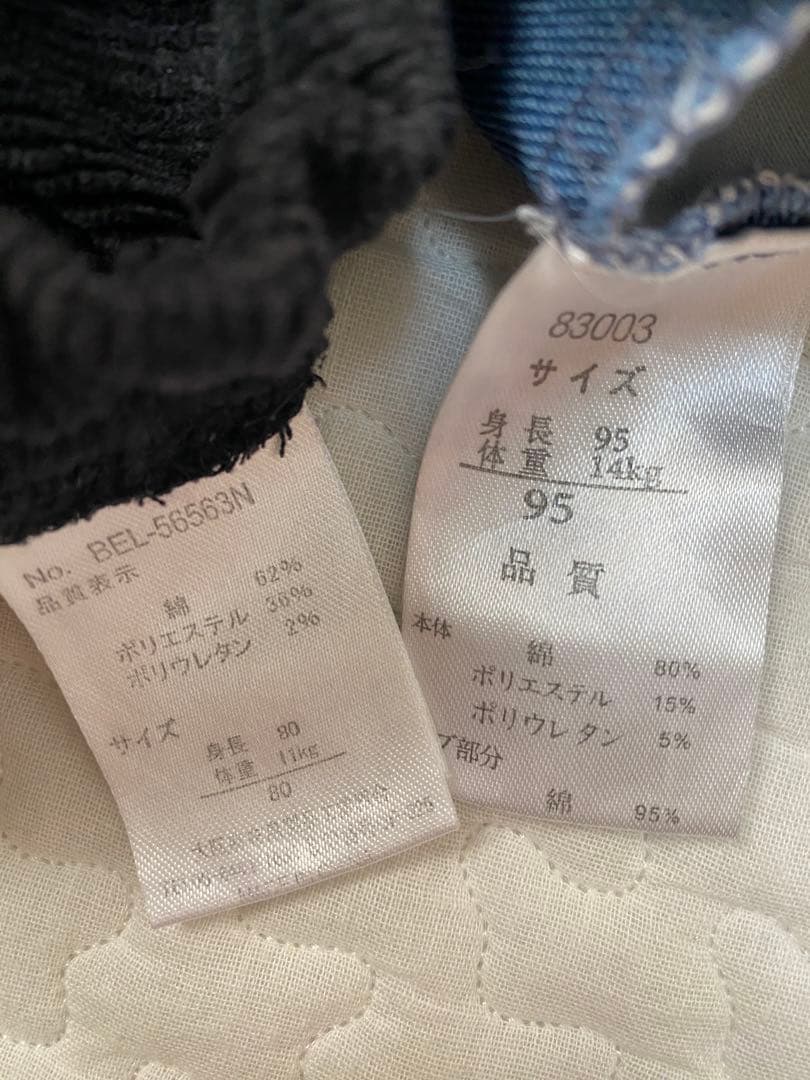 No. BEL-56563N
品質表示
綿 62%
ポリエステル 36%
ポリウレタン 2%
サイズ
身長 80
体重 11kg
80
83003
サイズ
身長 95
体重 14kg
95
品質
本体
綿 80%
ポリエステル 15%
ポリウレタン 5%
ブ部分
綿 95%